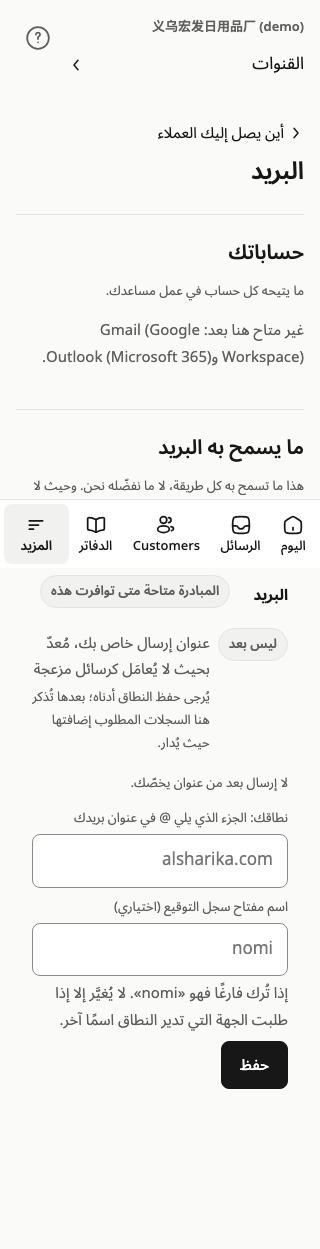 义乌宏发日用品厂 (demo)
القنوات
أين يصل إليك العملاء
البريد
حساباتك
ما يتيحه كل حساب في عمل مساعدك.
غير متاح هنا بعد: Gmail (Google
Workspace) وOutlook (Microsoft 365).
ما يسمح به البريد
هذا ما تسمح به كل طريقة، لا ما نفضّله نحن. وحيث لا
اليوم
الرسائل
Customers
الدفاتر
المزيد
البريد
المبادرة متاحة متى توافرت هذه
ليس بعد
عنوان إرسال خاص بك، مُعدّ
بحيث لا يُعامَل كرسائل مزعجة
يُرجى حفظ النطاق أدناه؛ بعدها تُذكر
هنا السجلات المطلوب إضافتها
حيث يُدار.
لا إرسال بعد من عنوان يخصّك.
نطاقك: الجزء الذي يلي @ في عنوان بريدك
alsharika.com
اسم مفتاح سجل التوقيع (اختياري)
nomi
إذا تُرك فارغًا فهو «nomi». لا يُغيَّر إلا إذا
طلبت الجهة التي تدير النطاق اسمًا آخر.
حفظ